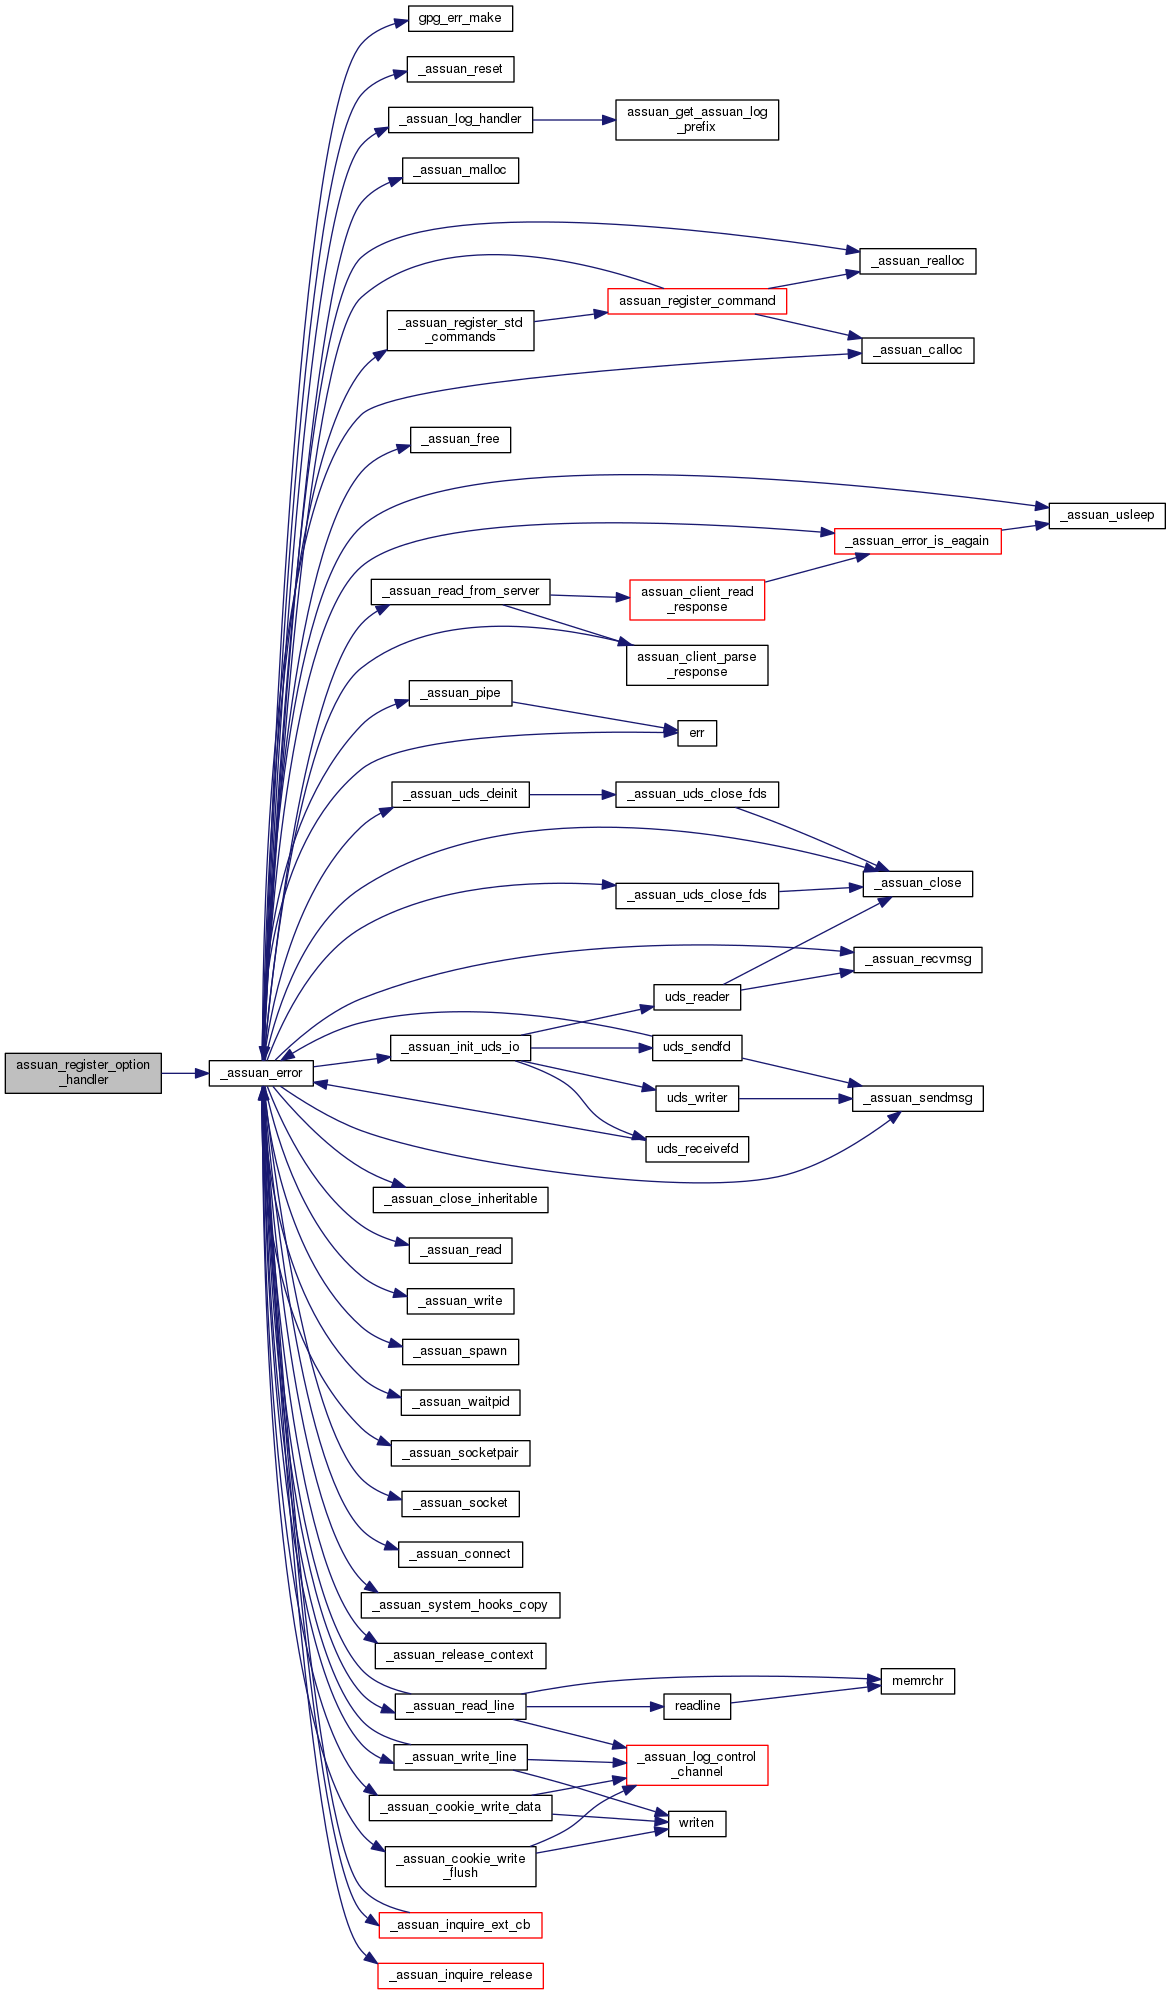 gpg_err_make
_assuan_reset
_assuan_log_handler
assuan_get_assuan_log
_prefix
_assuan_malloc
_assuan_realloc
assuan_register_command
_assuan_register_std
_commands
_assuan_calloc
_assuan_free
_assuan_usleep
_assuan_error_is_eagain
_assuan_read_from_server
assuan_client_read
_response
assuan_client_parse
_response
_assuan_pipe
err
_assuan_uds_deinit
_assuan_uds_close_fds
_assuan_close
_assuan_uds_close_fds
_assuan_recvmsg
uds_reader
_assuan_init_uds_io
uds_sendfd
assuan_register_option
_handler
_assuan_error
uds_writer
_assuan_sendmsg
uds_receivefd
_assuan_close_inheritable
_assuan_read
_assuan_write
_assuan_spawn
_assuan_waitpid
_assuan_socketpair
_assuan_socket
_assuan_connect
_assuan_system_hooks_copy
_assuan_release_context
memrchr
_assuan_read_line
readline
_assuan_write_line
_assuan_log_control
_channel
_assuan_cookie_write_data
writen
_assuan_cookie_write
_flush
_assuan_inquire_ext_cb
_assuan_inquire_release